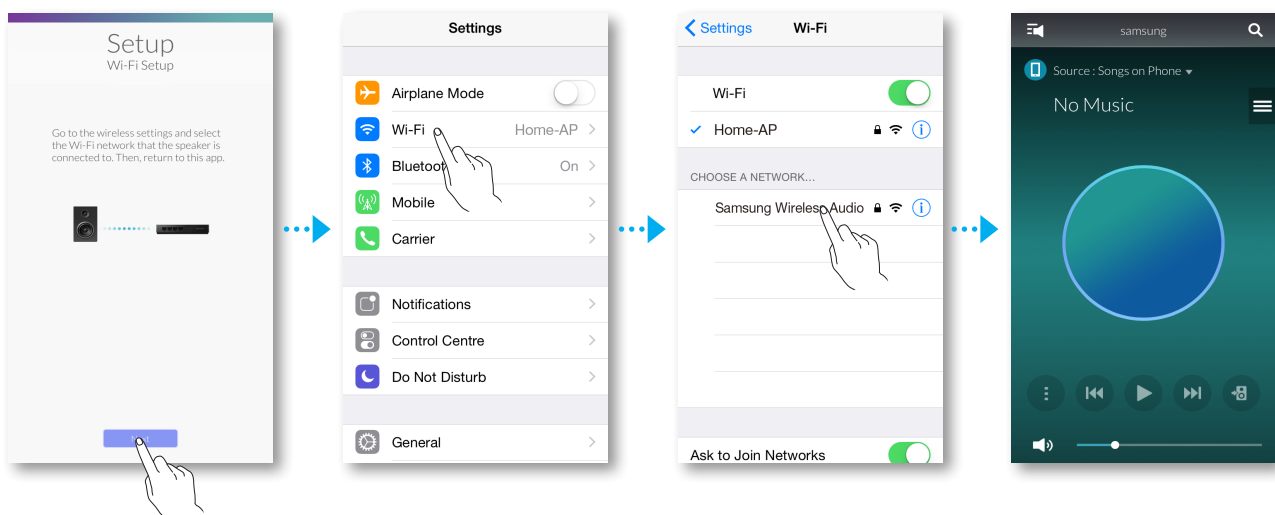 Setup
Wi-Fi Setup
Go to the wireless settings and select
the Wi-Fi network that the speaker is
connected to. Then, return to this app.
Settings
Airplane Mode
Wi-Fi Home-AP
On
Mobile
Carrier
Notifications
Control Centre
Do Not Disturb
General
Settings Wi-Fi
Wi-Fi
Home-AP
CHOOSE A NETWORK...
Samsung Wireless Audio
Ask to Join Networks
samsung
Source : Songs on Phone
No Music